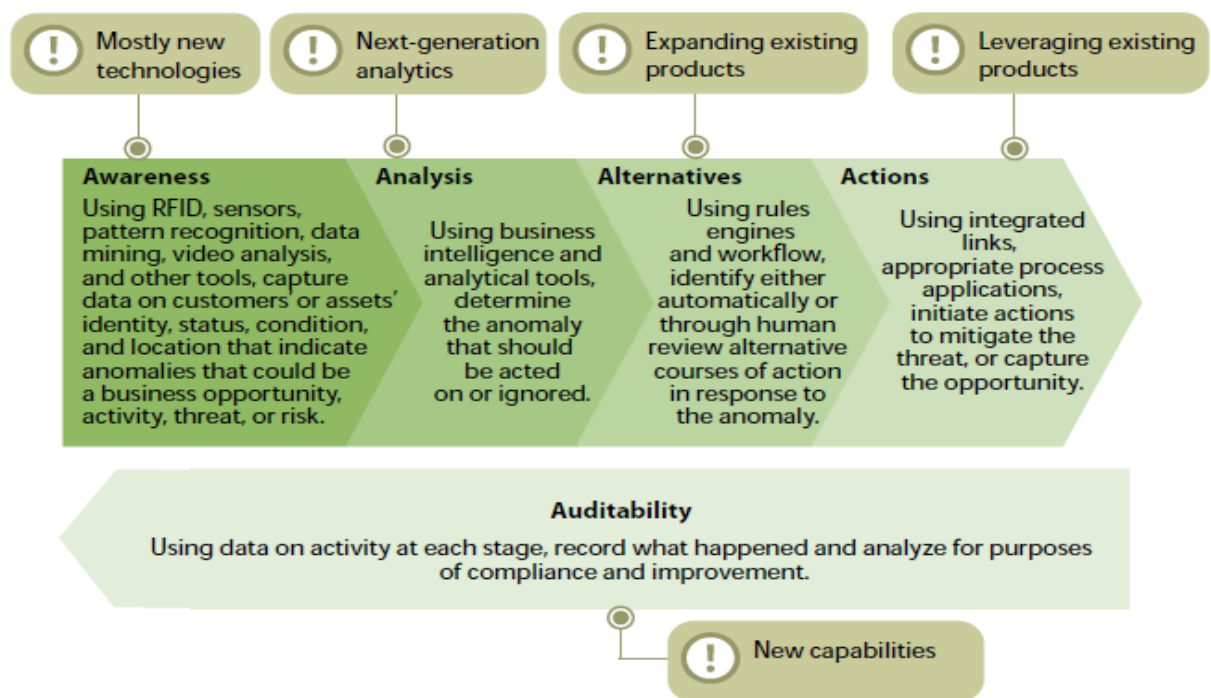 ! Mostly new
technologies
! Next-generation
analytics
! Expanding existing
products
! Leveraging existing
products
Awareness
Using RFID, sensors,
pattern recognition, data
mining, video analysis,
and other tools, capture
data on customers' or assets'
identity, status, condition,
and location that indicate
anomalies that could be
a business opportunity,
activity, threat, or risk.
Analysis
Using business
intelligence and
analytical tools,
determine
the anomaly
that should
be acted
on or ignored.
Alternatives
Using rules
engines
and workflow,
identify either
automatically or
through human
review alternative
courses of action
in response to
the anomaly.
Actions
Using integrated
links,
appropriate process
applications,
initiate actions
to mitigate the
threat, or capture
the opportunity.
Auditability
Using data on activity at each stage, record what happened and analyze for purposes
of compliance and improvement.
! New capabilities